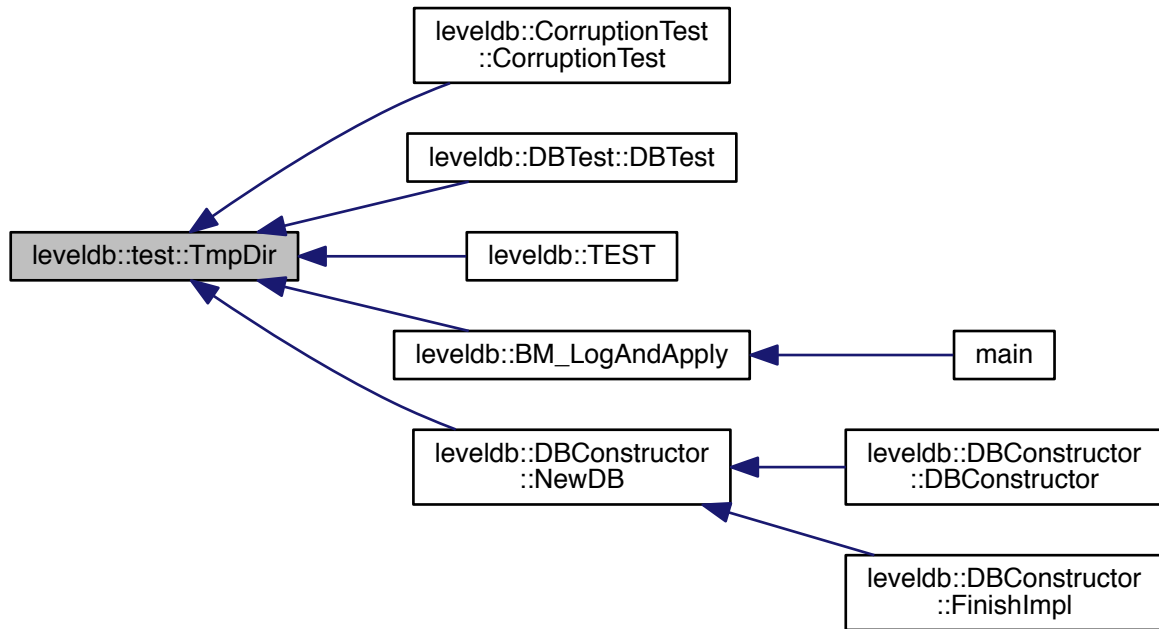 leveldb::CorruptionTest
::CorruptionTest
leveldb::DBTest::DBTest
leveldb::test::TmpDir
leveldb::TEST
leveldb::BM_LogAndApply
main
leveldb::DBConstructor
::NewDB
leveldb::DBConstructor
::DBConstructor
leveldb::DBConstructor
::FinishImpl